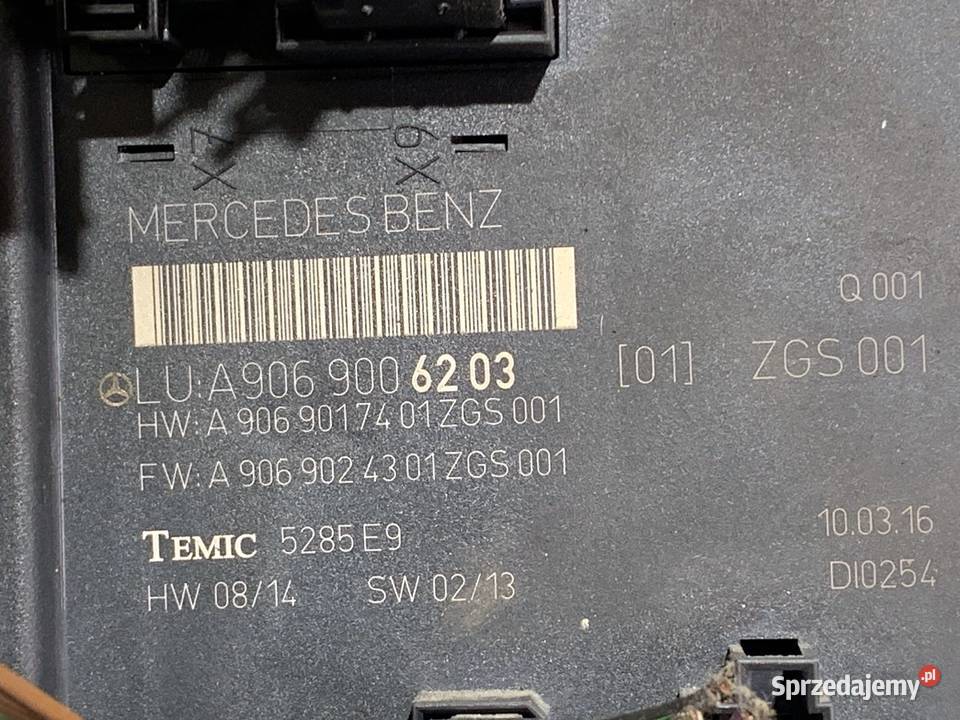 X7 X6
MERCEDES BENZ
Q 001
LU: A 906 900 6203 [01] ZGS 001
HW: A 906 901 74 01 ZGS 001
FW: A 906 902 43 01 ZGS 001
TEMIC 5285 E9 10.03.16
HW 08/14 SW 02/13 DI0254
Sprzedajemy.pl